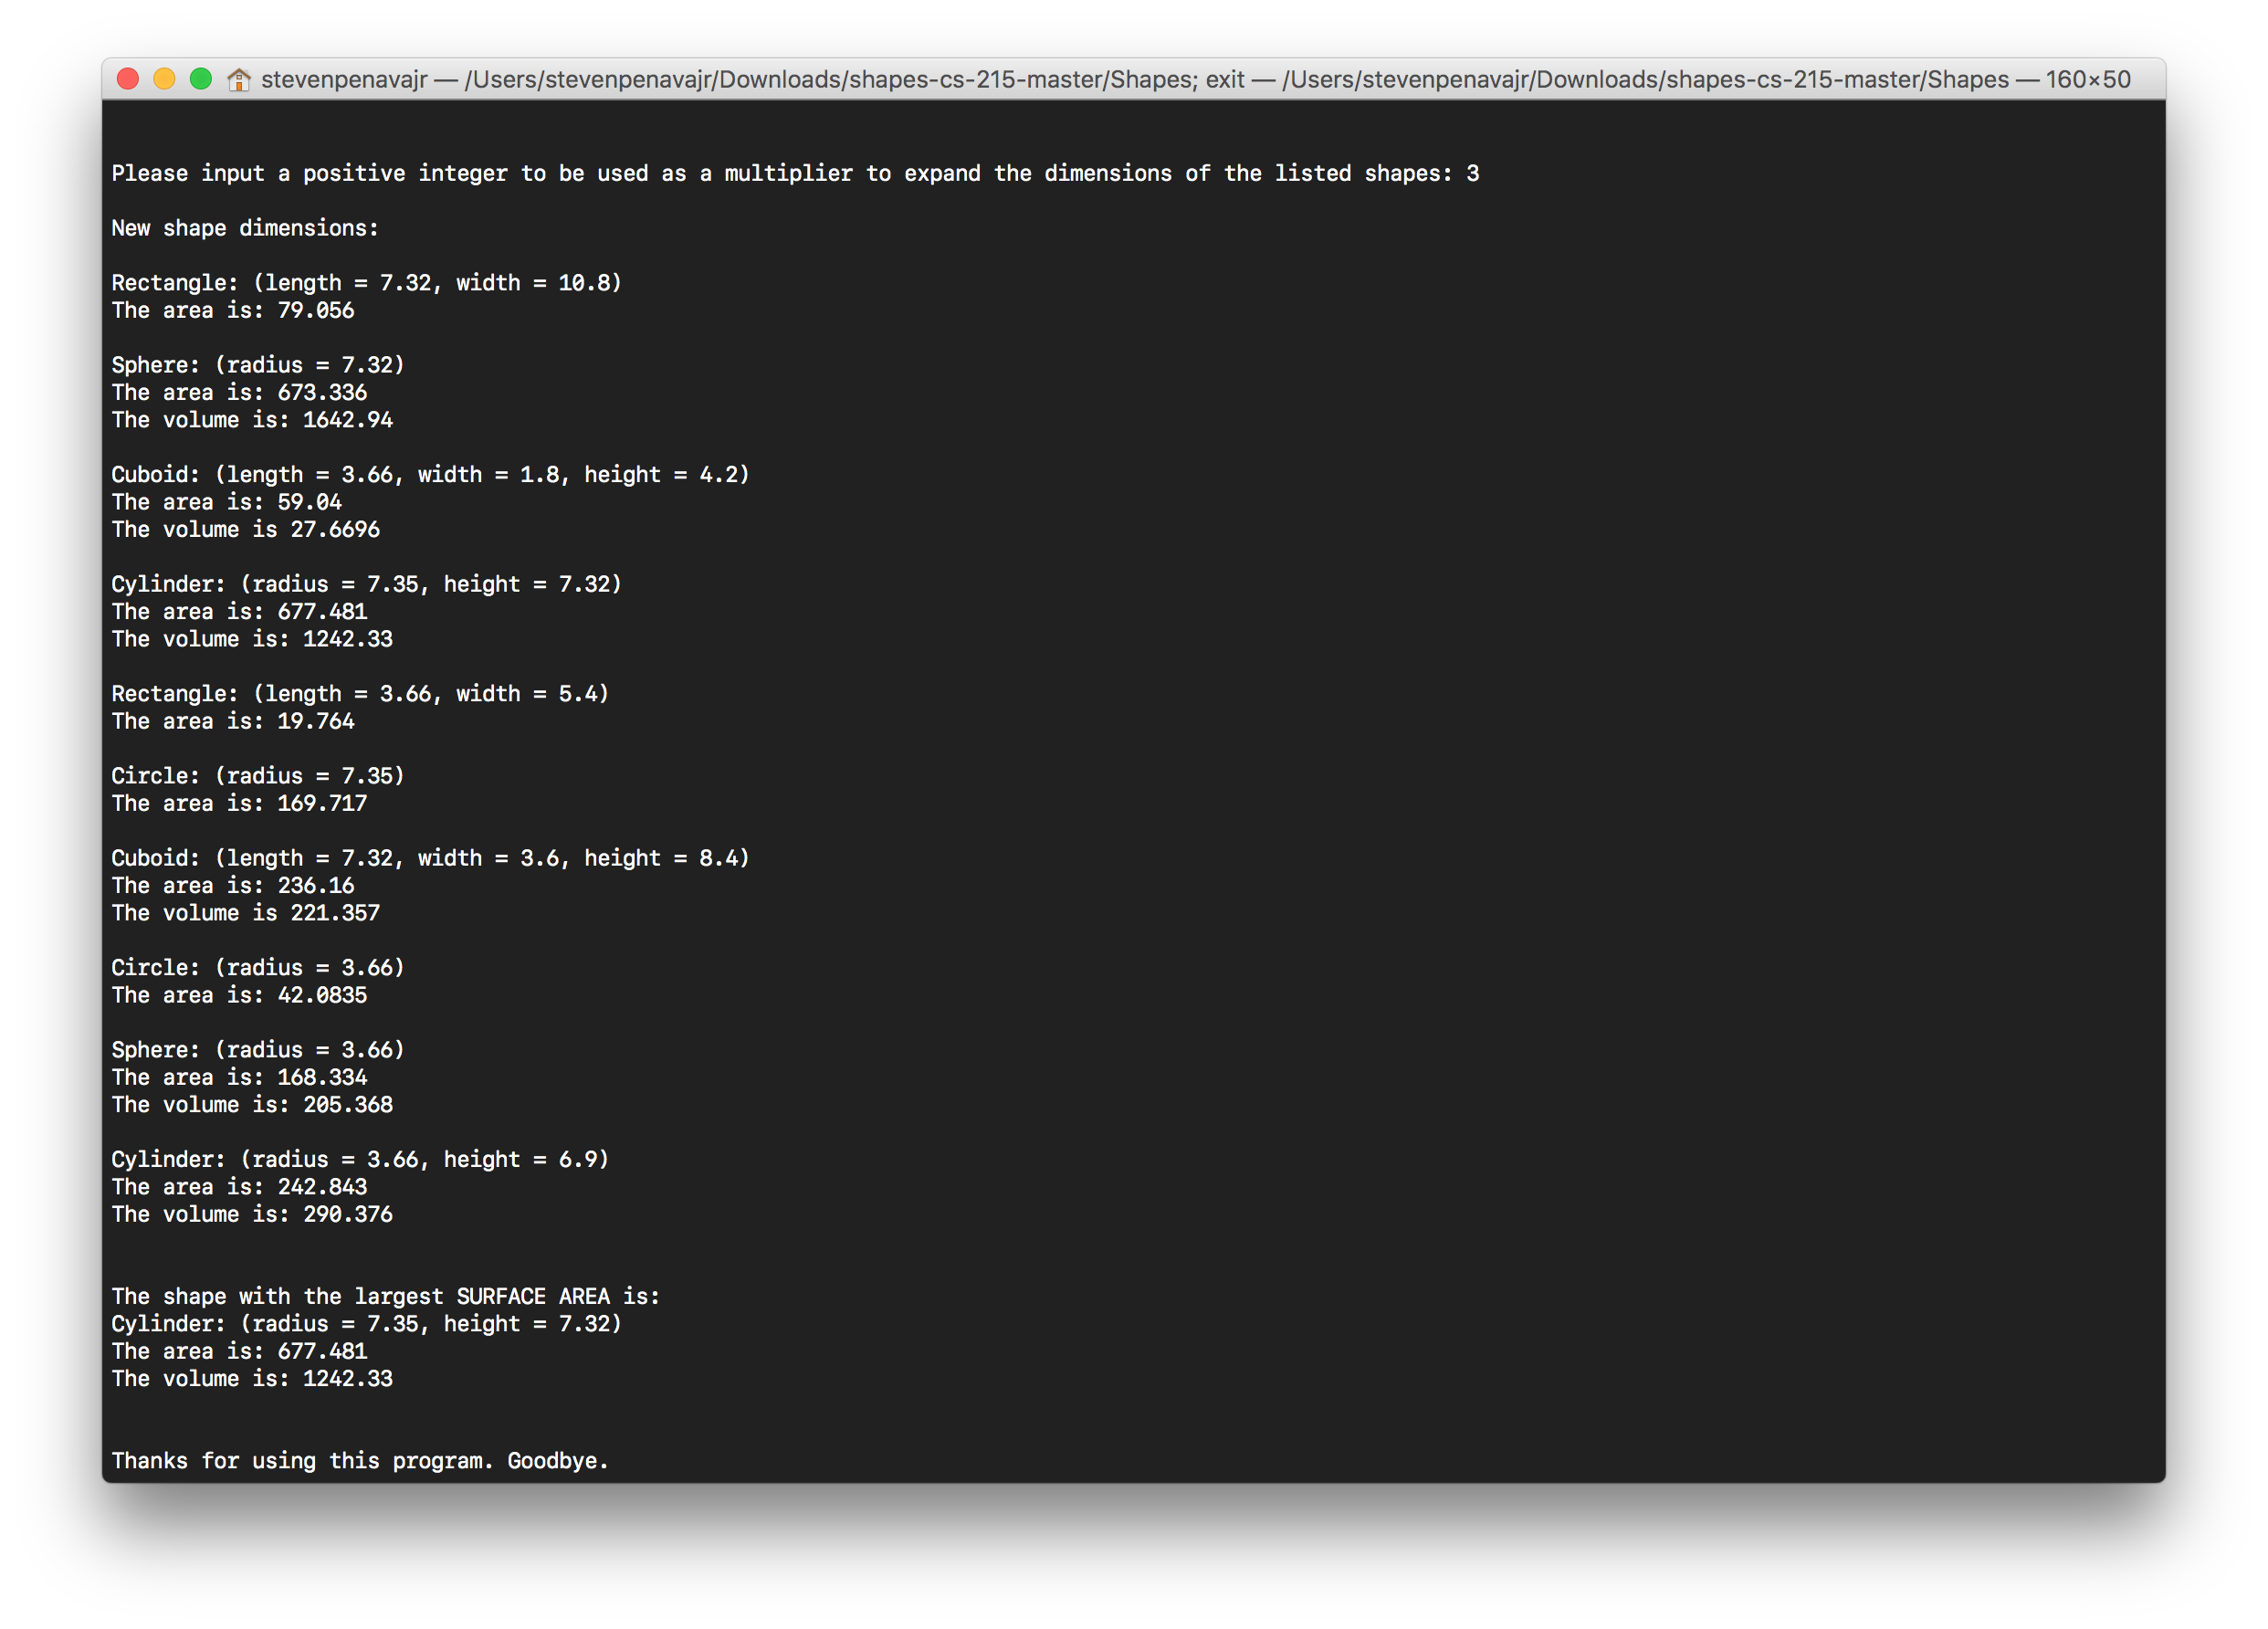 stevenpenavajr — /Users/stevenpenavajr/Downloads/shapes-cs-215-master/Shapes; exit — /Users/stevenpenavajr/Downloads/shapes-cs-215-master/Shapes — 160×50
Please input a positive integer to be used as a multiplier to expand the dimensions of the listed shapes: 3
New shape dimensions:
Rectangle: (length = 7.32, width = 10.8)
The area is: 79.056
Sphere: (radius = 7.32)
The area is: 673.336
The volume is: 1642.94
Cuboid: (length = 3.66, width = 1.8, height = 4.2)
The area is: 59.04
The volume is 27.6696
Cylinder: (radius = 7.35, height = 7.32)
The area is: 677.481
The volume is: 1242.33
Rectangle: (length = 3.66, width = 5.4)
The area is: 19.764
Circle: (radius = 7.35)
The area is: 169.717
Cuboid: (length = 7.32, width = 3.6, height = 8.4)
The area is: 236.16
The volume is 221.357
Circle: (radius = 3.66)
The area is: 42.0835
Sphere: (radius = 3.66)
The area is: 168.334
The volume is: 205.368
Cylinder: (radius = 3.66, height = 6.9)
The area is: 242.843
The volume is: 290.376
The shape with the largest SURFACE AREA is:
Cylinder: (radius = 7.35, height = 7.32)
The area is: 677.481
The volume is: 1242.33
Thanks for using this program. Goodbye.